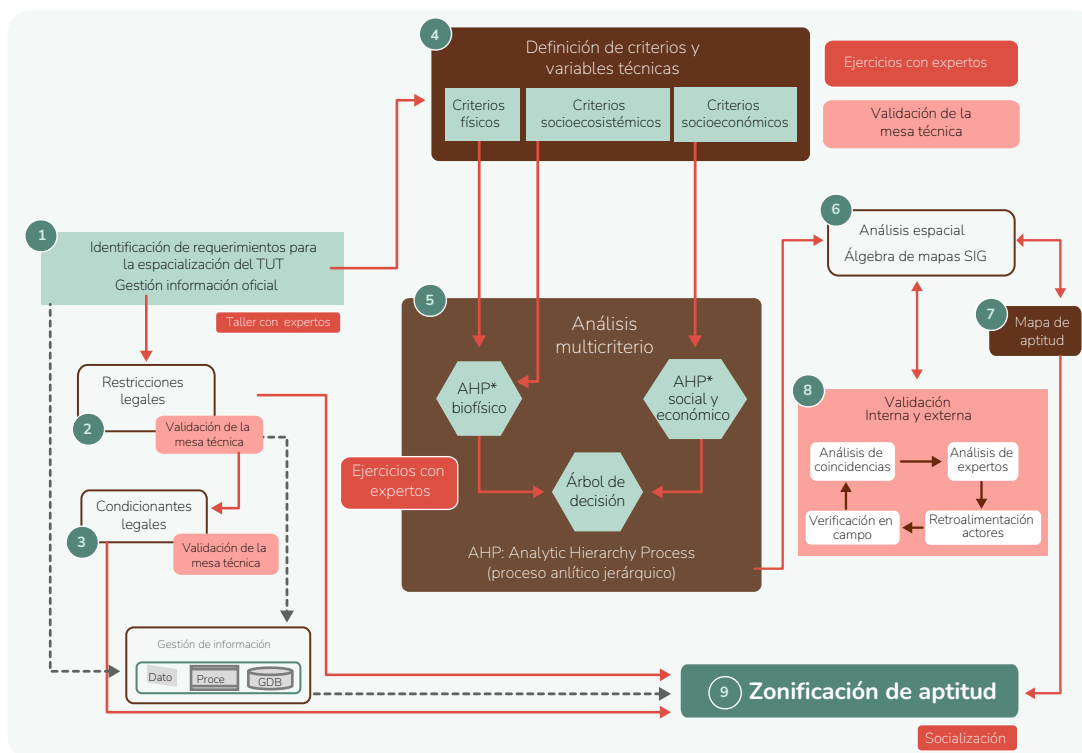 4
Definición de criterios y
variables técnicas
Criterios
físicos
Criterios
socioecosistémicos
Criterios
socioeconómicos
Ejercicios con expertos
Validación de la
mesa técnica
1
Identificación de requerimientos para
la espacialización del TUT
Gestión información oficial
Taller con expertos
Restricciones
legales
2
Validación de la
mesa técnica
Condicionantes
legales
3
Validación de la
mesa técnica
Gestión de información
Dato
Proce
GDB
5
Análisis
multicriterio
AHP*
biofísico
AHP*
social y
económico
Árbol de
decisión
Ejercicios con
expertos
AHP: Analytic Hierarchy Process
(proceso anlítico jerárquico)
6
Análisis espacial
Álgebra de mapas SIG
7
Mapa de
aptitud
8
Validación
Interna y externa
Análisis de
coincidencias
Análisis de
expertos
Verificación en
campo
Retroalimentación
actores
9 Zonificación de aptitud
Socialización